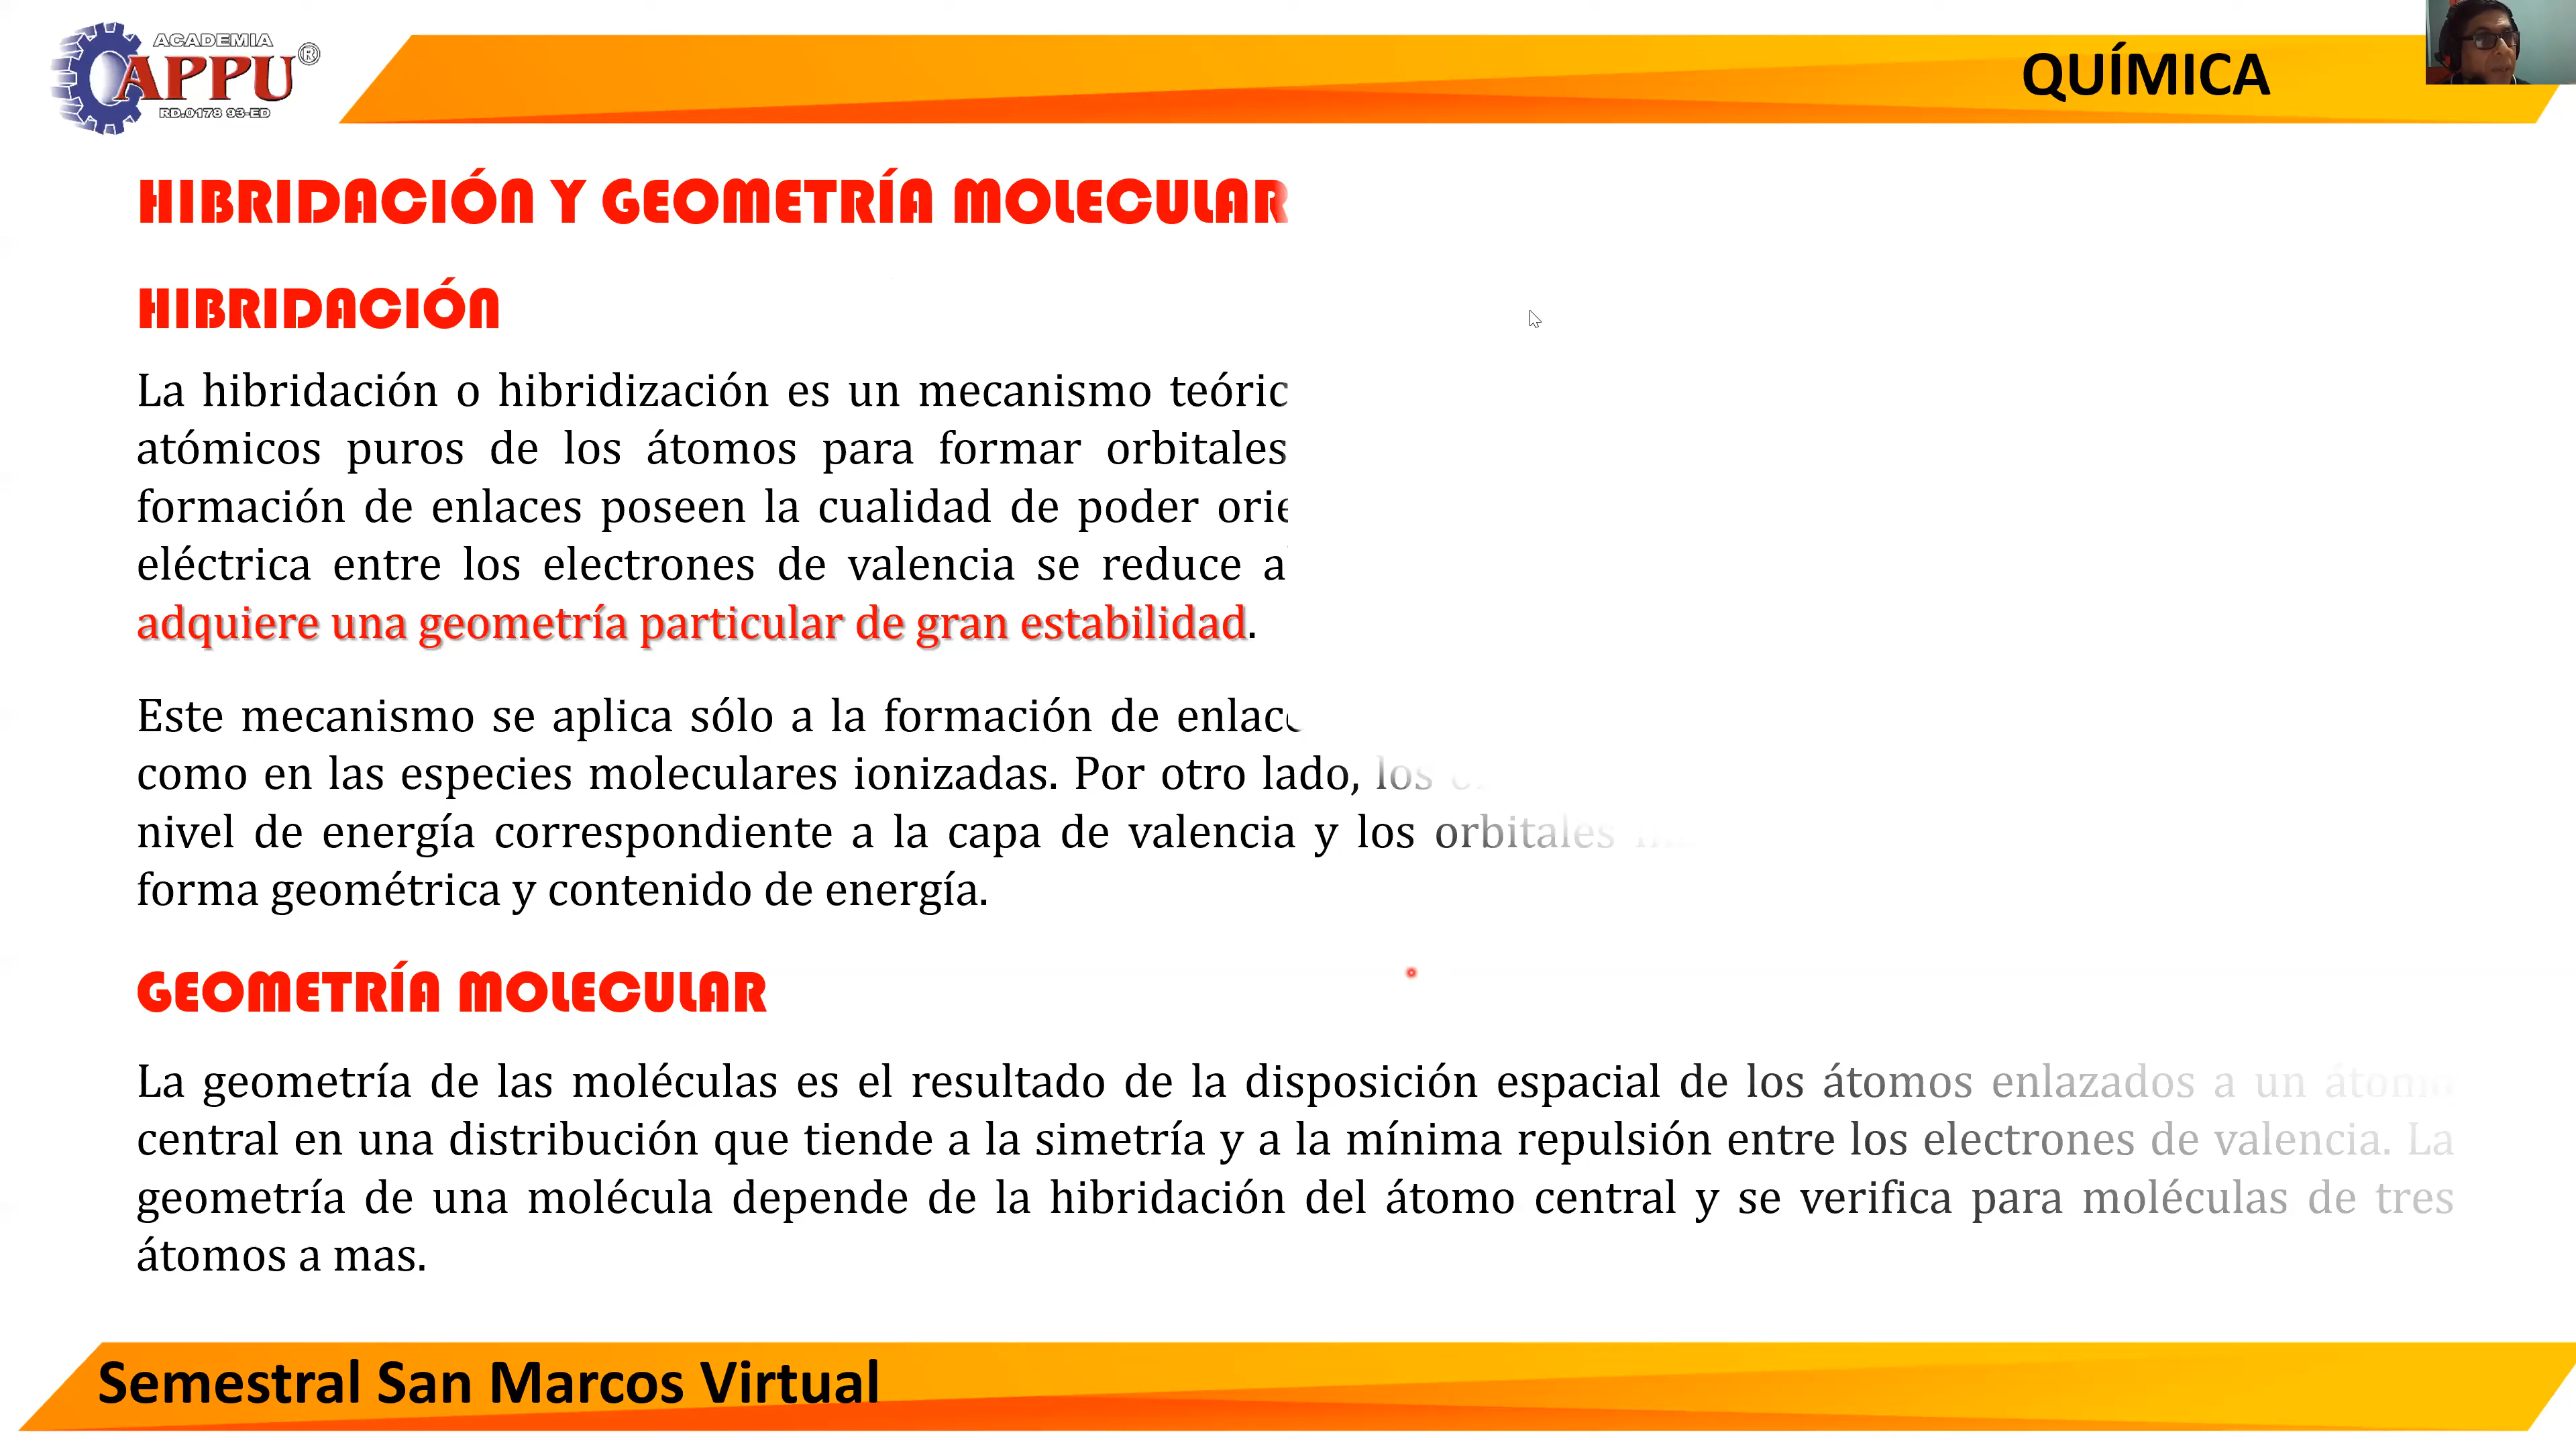 ACADEMIA
APPU®
RD.0178 93-ED
QUÍMICA
HIBRIDACIÓN Y GEOMETRÍA MOLECULAR
HIBRIDACIÓN
La hibridación o hibridización es un mecanismo
atómicos puros de los átomos para formar orbitales
formación de enlaces poseen la cualidad de poder
eléctrica entre los electrones de valencia se reduce
adquiere una geometría particular de gran estabilidad.
Este mecanismo se aplica sólo a la formación de
como en las especies moleculares ionizadas. Por otro lado, los
nivel de energía correspondiente a la capa de valencia y los orbitales
forma geométrica y contenido de energía.
GEOMETRÍA MOLECULAR
La geometría de las moléculas es el resultado de la disposición espacial de los átomos enlazados a un átomo
central en una distribución que tiende a la simetría y a la mínima repulsión entre los electrones de valencia. La
geometría de una molécula depende de la hibridación del átomo central y se verifica para moléculas de tres
átomos a mas.
Semestral San Marcos Virtual